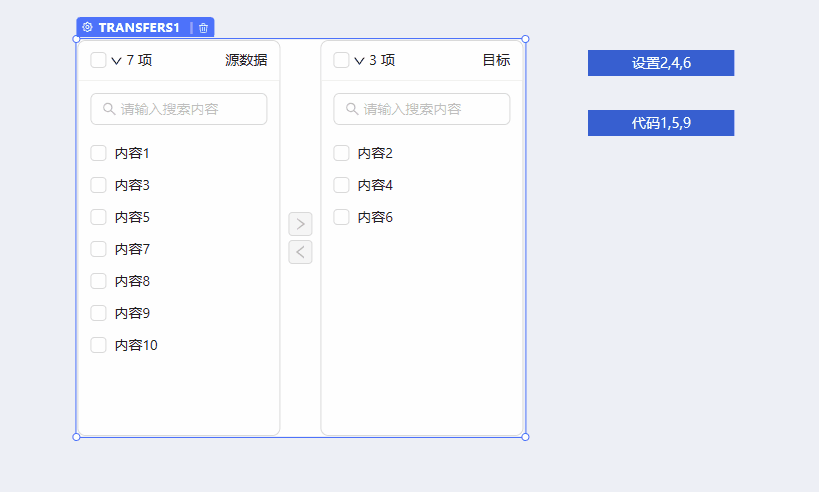 TRANSFERS1
7 项 源数据
请输入搜索内容
内容1
内容3
内容5
内容7
内容8
内容9
内容10
3 项 目标
请输入搜索内容
内容2
内容4
内容6
设置2,4,6
代码1,5,9